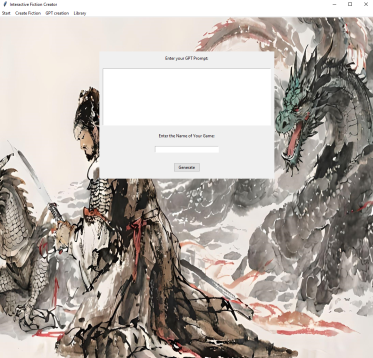 Interactive Fiction Creator
Start Create Fiction GPT creation Library
Enter your GPT Prompt:
Enter the Name of Your Game:
Generate